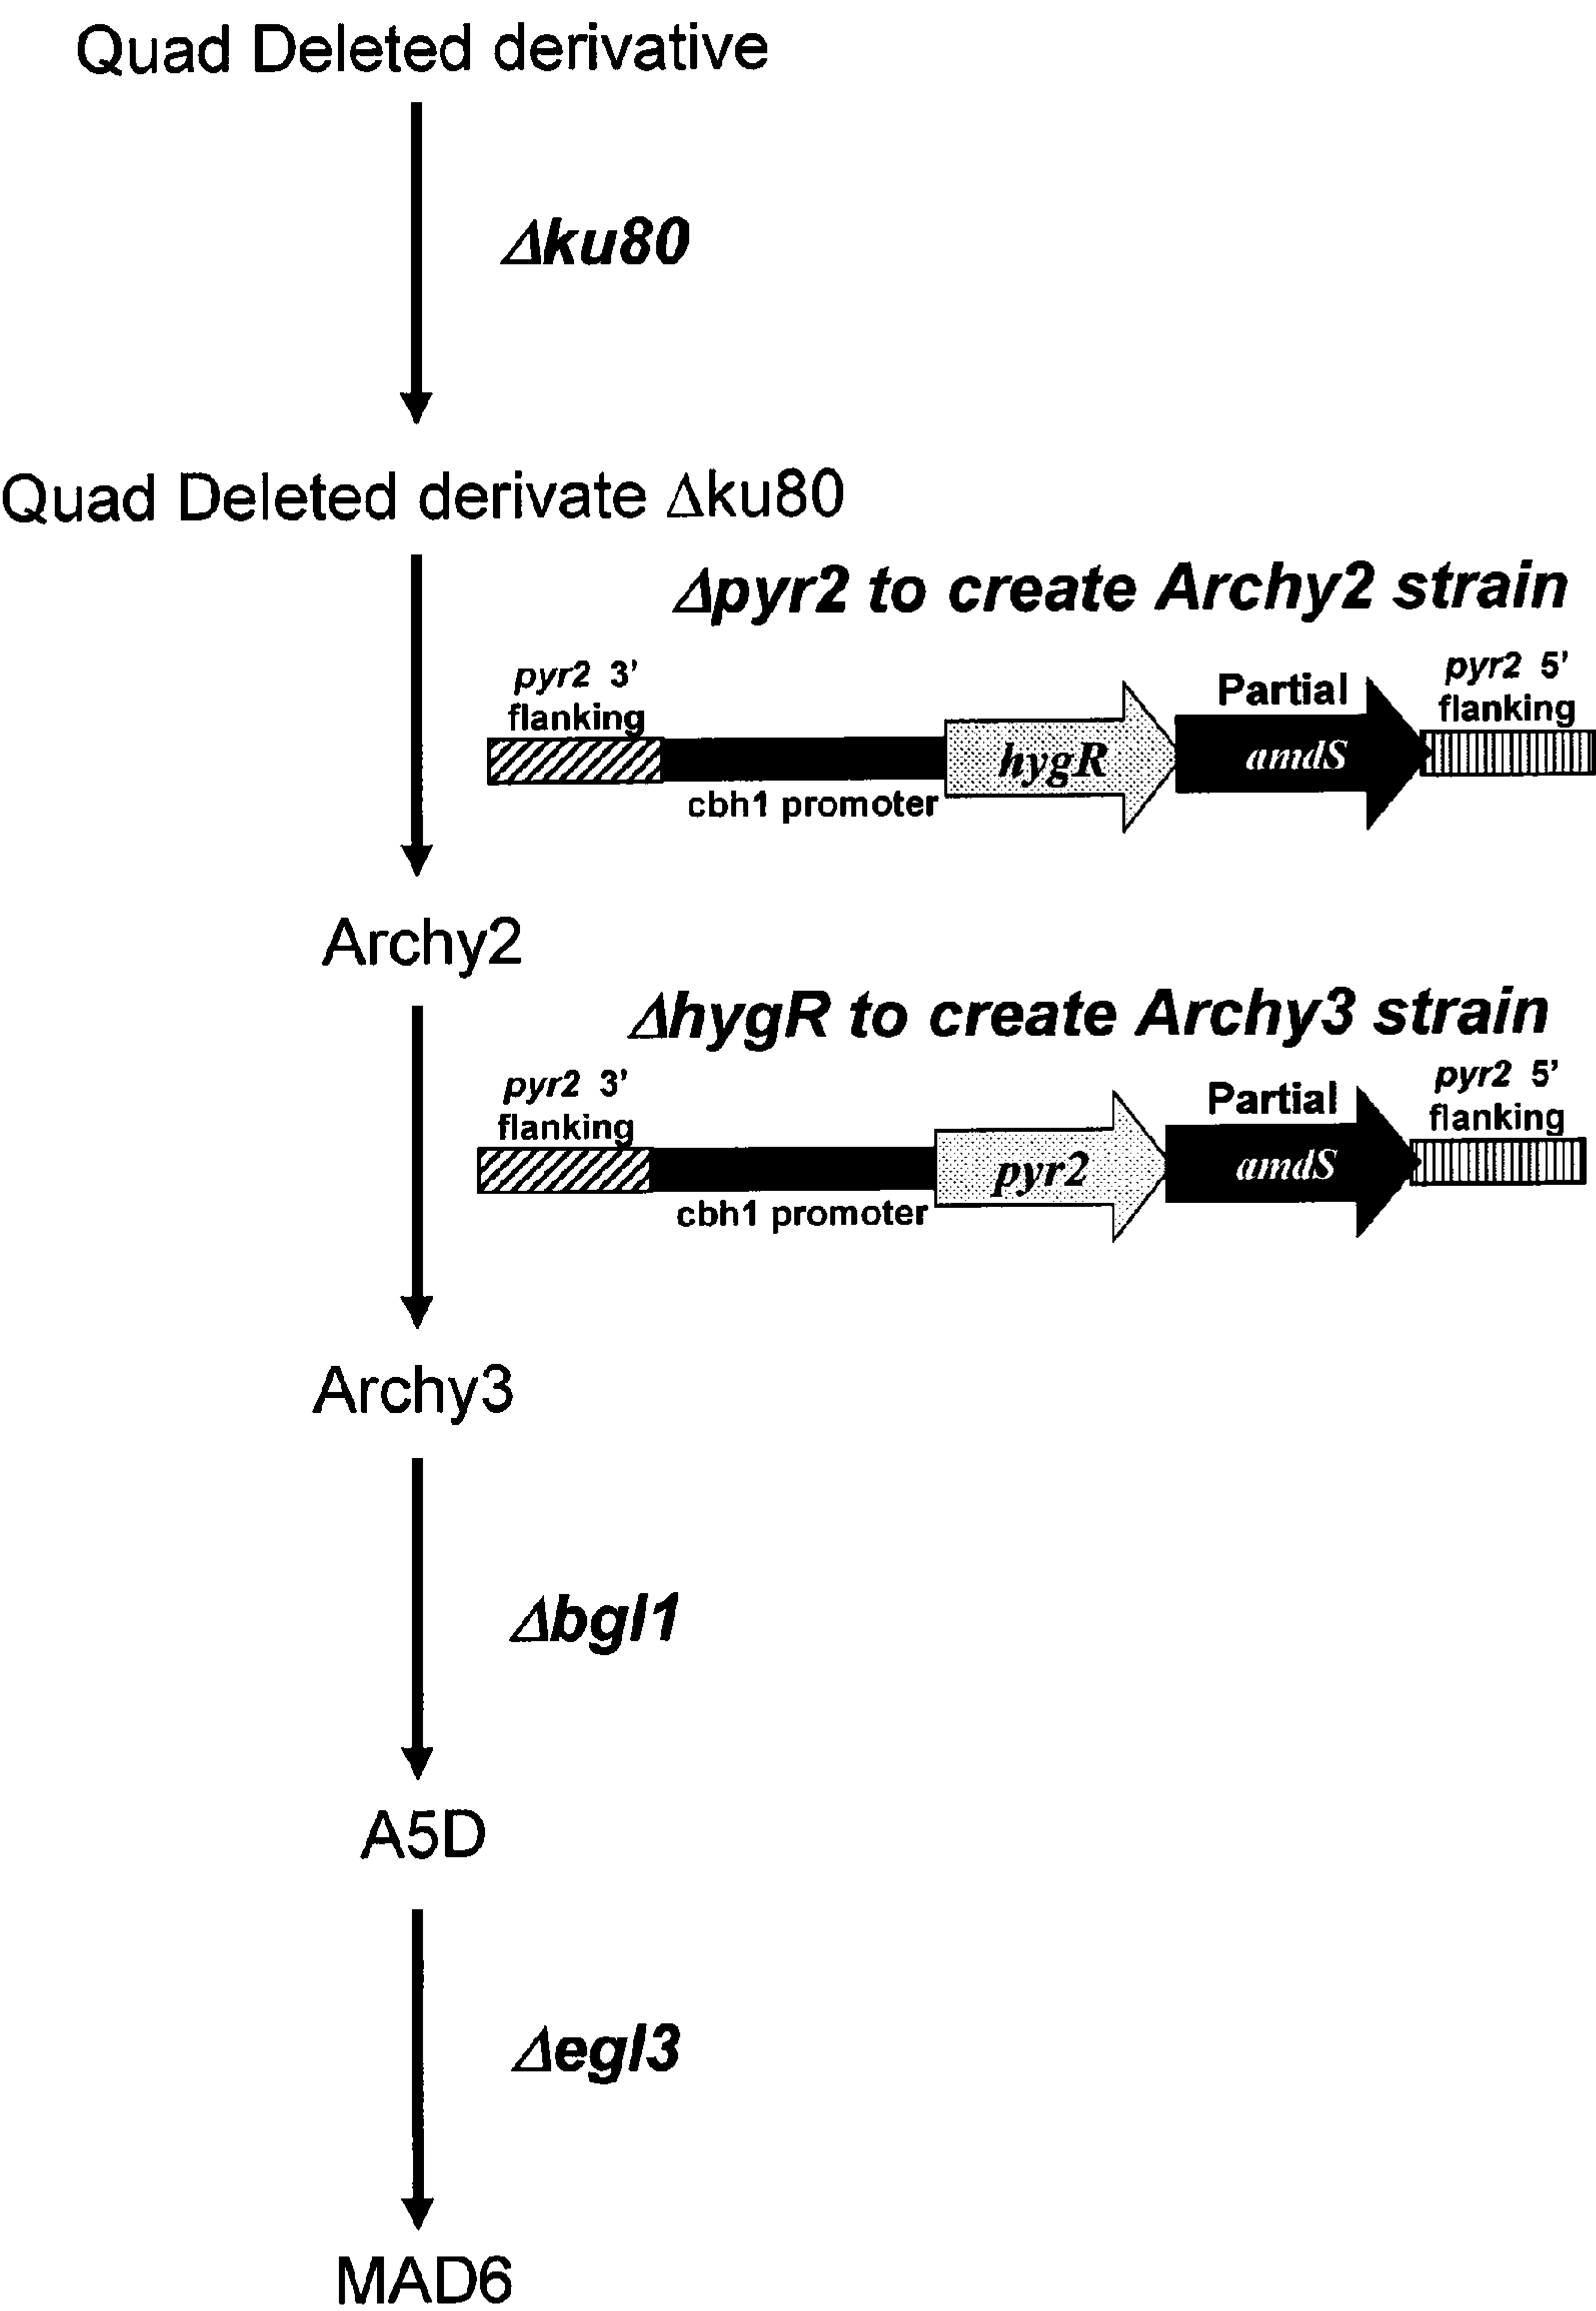 Quad Deleted derivative
Δku80
Quad Deleted derivate Δku80
Δpyr2 to create Archy2 strain
pyr2 3’
flanking
cbh1 promoter
hygR
Partial
amdS
pyr2 5’
flanking
Archy2
ΔhygR to create Archy3 strain
pyr2 3’
flanking
cbh1 promoter
pyr2
Partial
amdS
pyr2 5’
flanking
Archy3
Δbgl1
A5D
Δegl3
MAD6